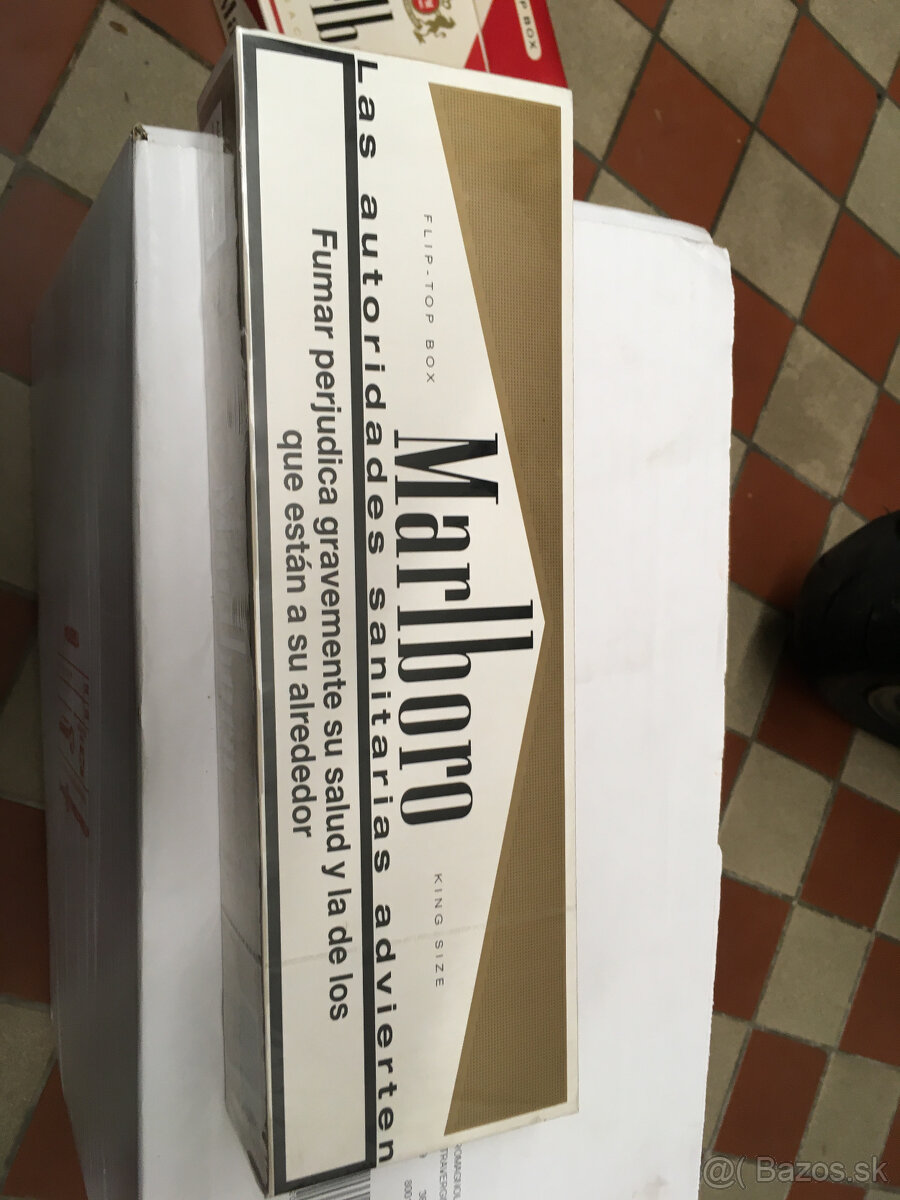 FLIP-TOP BOX
Marlboro
KING SIZE
Las autoridades sanitarias advierten
Fumar perjudica gravemente su salud y la de los
que están a su alrededor
P BOX
@( Bazos.sk